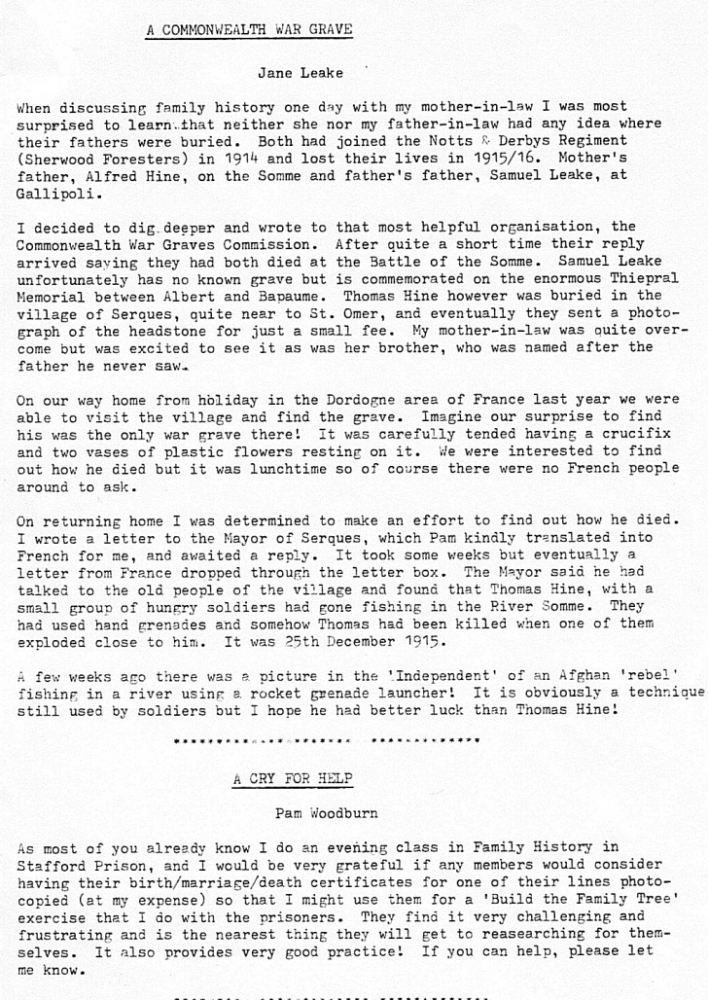 A COMMONWEALTH WAR GRAVE
Jane Leake
When discussing family history one day with my mother-in-law I was most
surprised to learn that neither she nor my father-in-law had any idea where
their fathers were buried. Both had joined the Notts & Derbys Regiment
(Sherwood Foresters) in 1914 and lost their lives in 1915/16. Mother's
father, Alfred Hine, on the Somme and father's father, Samuel Leake, at
Gallipoli.
I decided to dig deeper and wrote to that most helpful organisation, the
Commonwealth War Graves Commission. After quite a short time their reply
arrived saying they had both died at the Battle of the Somme. Samuel Leake
unfortunately has no known grave but is commemorated on the enormous Thiepral
Memorial between Albert and Bapaume. Thomas Hine however was buried in the
village of Serques, quite near to St. Omer, and eventually they sent a photo-
graph of the headstone for just a small fee. My mother-in-law was quite over-
come but was excited to see it as was her brother, who was named after the
father he never saw.
On our way home from holiday in the Dordogne area of France last year we were
able to visit the village and find the grave. Imagine our surprise to find
his was the only war grave there! It was carefully tended having a crucifix
and two vases of plastic flowers resting on it. We were interested to find
out how he died but it was lunchtime so of course there were no French people
around to ask.
On returning home I was determined to make an effort to find out how he died.
I wrote a letter to the Mayor of Serques, which Pam kindly translated into
French for me, and awaited a reply. It took some weeks but eventually a
letter from France dropped through the letter box. The Mayor said he had
talked to the old people of the village and found that Thomas Hine, with a
small group of hungry soldiers had gone fishing in the River Somme. They
had used hand grenades and somehow Thomas had been killed when one of them
exploded close to him. It was 25th December 1915.
A few weeks ago there was a picture in the 'Independent' of an Afghan 'rebel'
fishing in a river using a rocket grenade launcher! It is obviously a technique
still used by soldiers but I hope he had better luck than Thomas Hine!
A CRY FOR HELP
Pam Woodburn
As most of you already know I do an evening class in Family History in
Stafford Prison, and I would be very grateful if any members would consider
having their birth/marriage/death certificates for one of their lines photo-
copied (at my expense) so that I might use them for a 'Build the Family Tree'
exercise that I do with the prisoners. They find it very challenging and
frustrating and is the nearest thing they will get to reasearching for them-
selves. It also provides very good practice! If you can help, please let
me know.